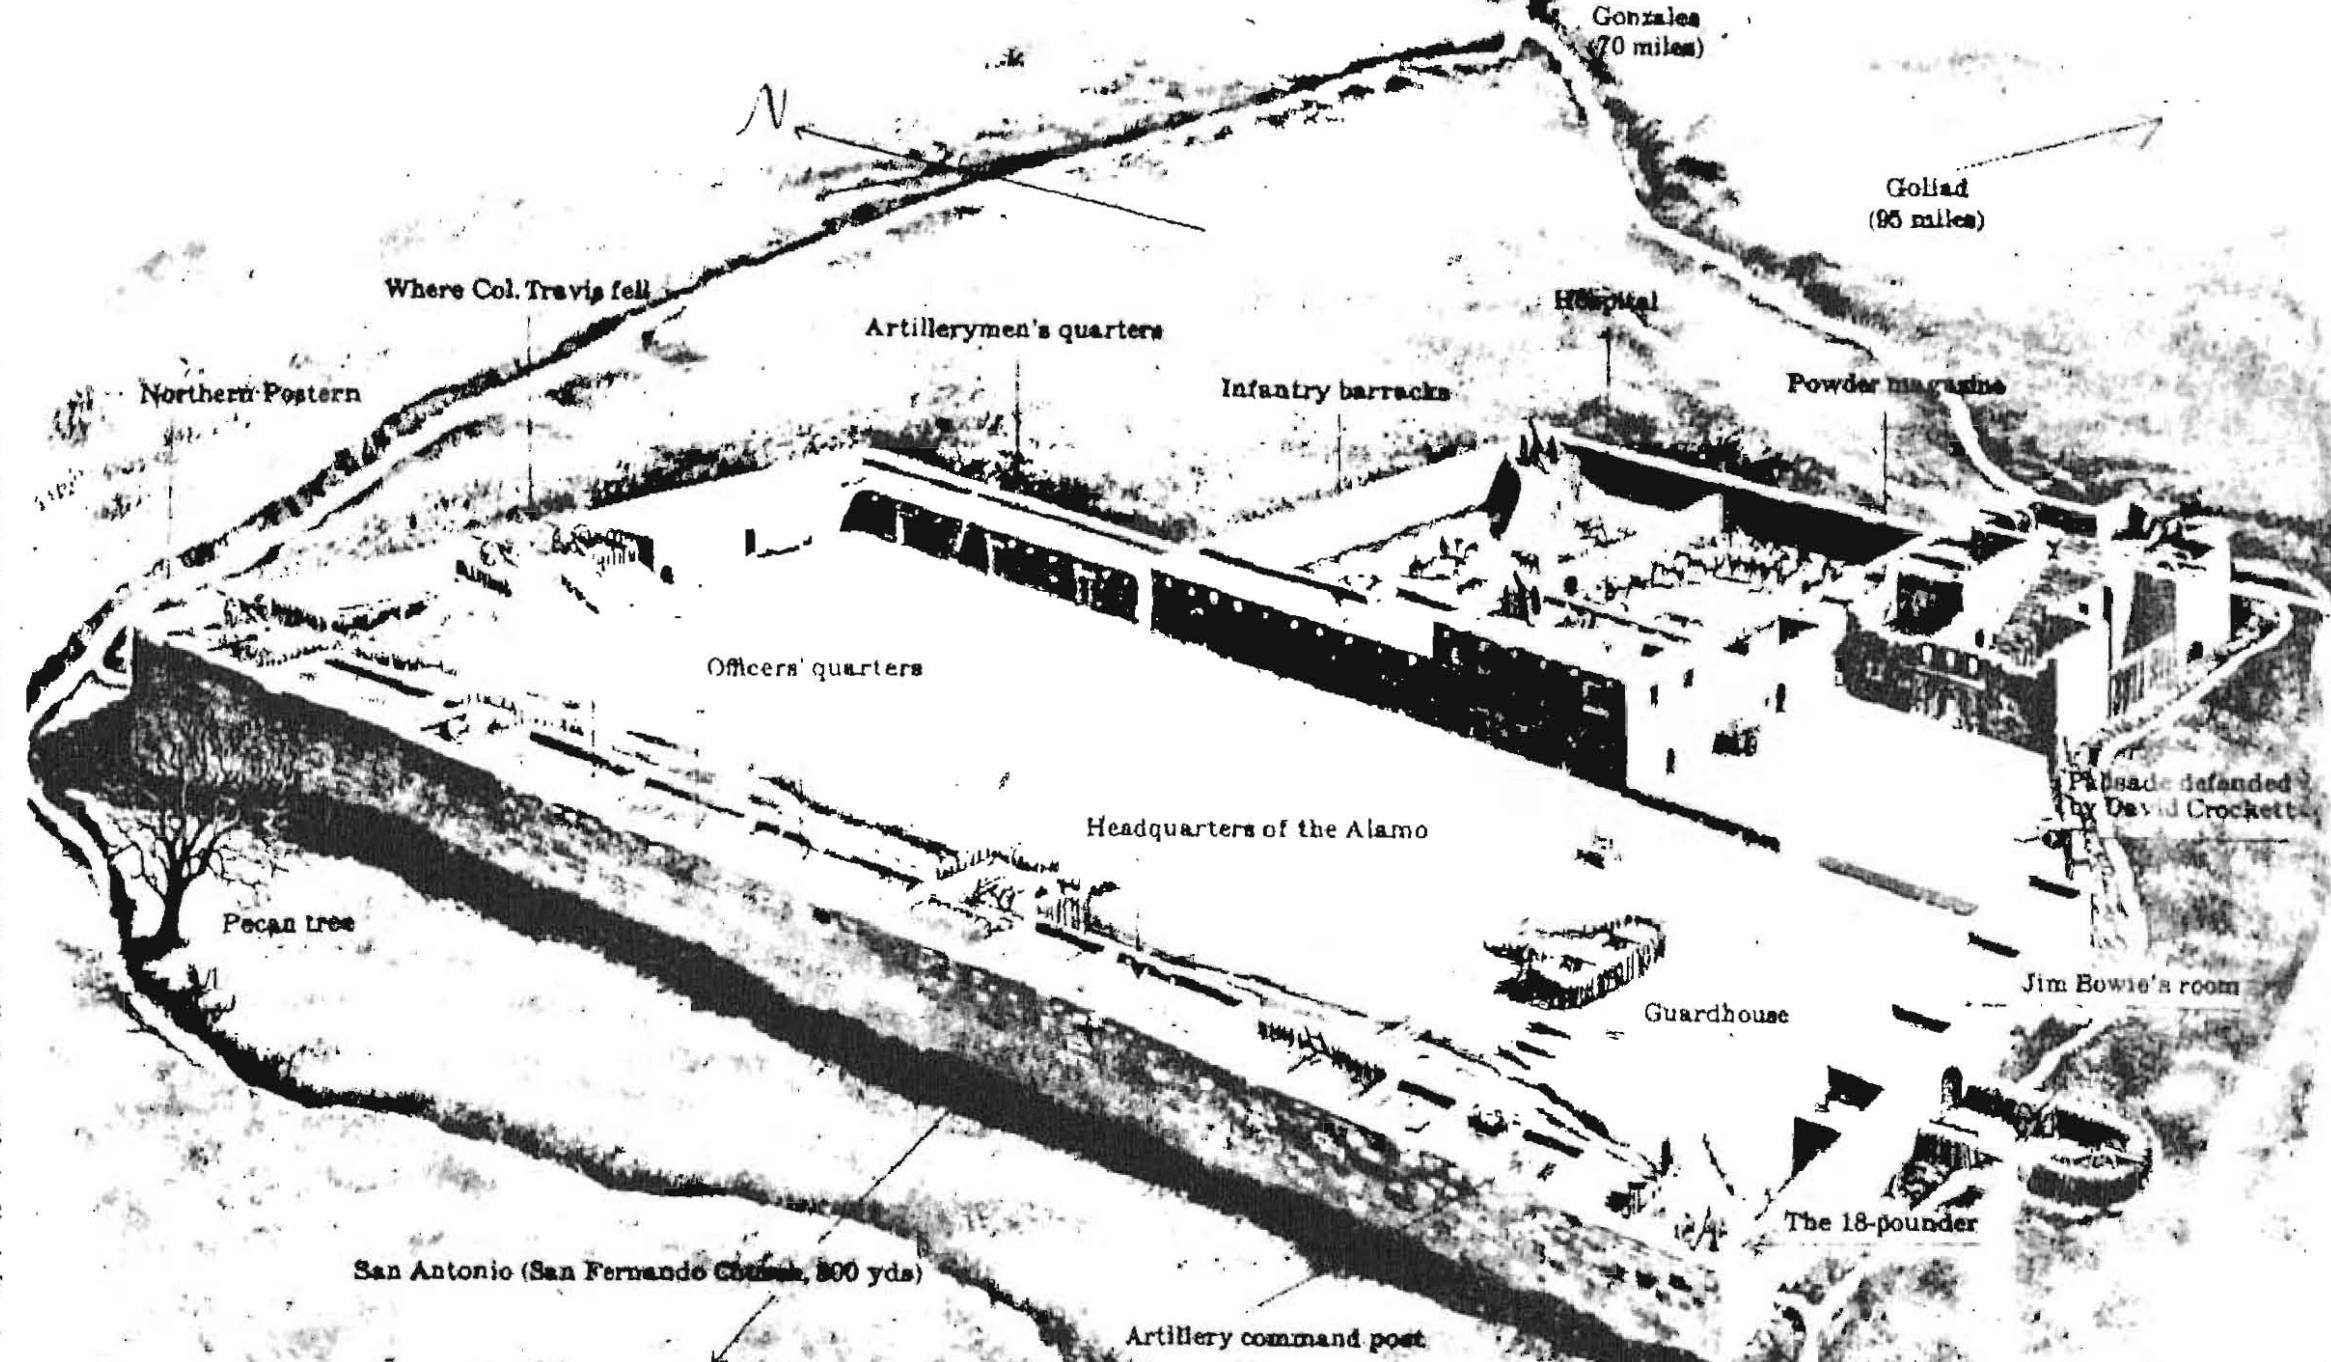 Gonzales
(70 miles)
N
Goliad
(95 miles)
Where Col. Travis fell
Hospital
Artillerymen's quarters
Northern Postern
Infantry barracks
Powder magazine
Officers' quarters
Palisade defended
by David Crockett
Headquarters of the Alamo
Pecan tree
Jim Bowie's room
Guardhouse
The 18-pounder
San Antonio (San Fernando Church, 800 yds)
Artillery command post